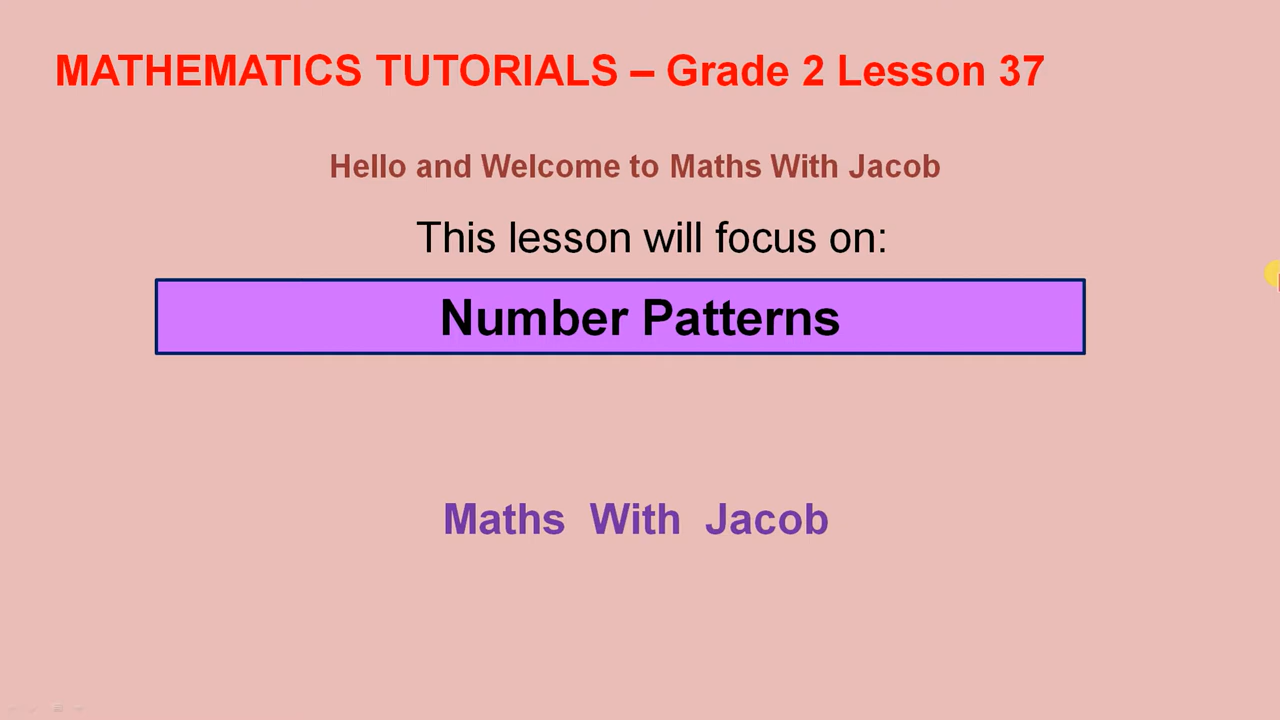 MATHEMATICS TUTORIALS – Grade 2 Lesson 37
Hello and Welcome to Maths With Jacob
This lesson will focus on:
Number Patterns
Maths With Jacob